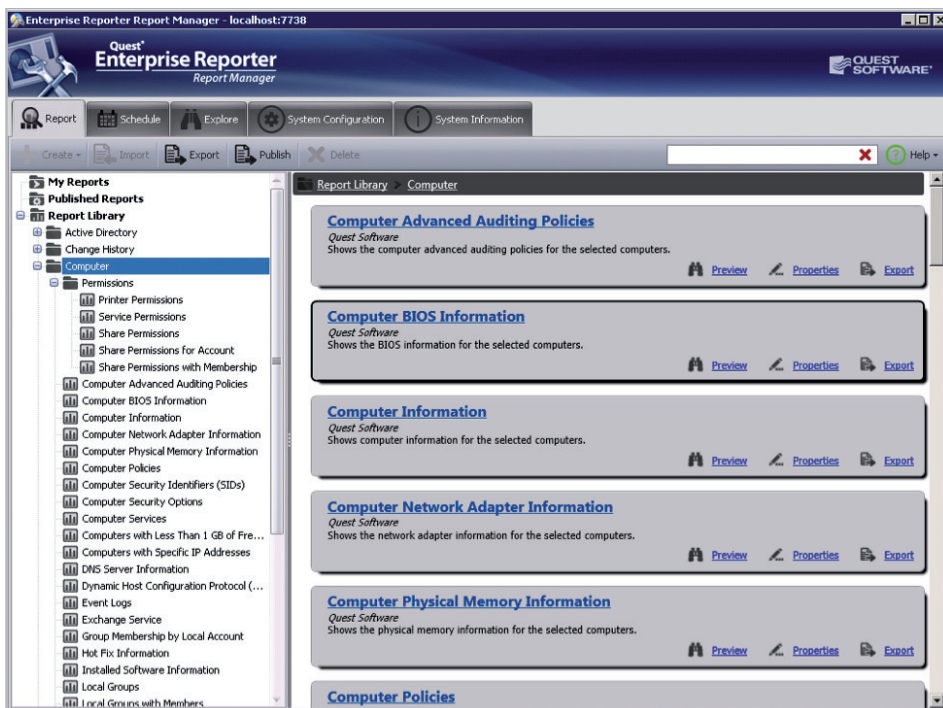 Enterprise Reporter Report Manager - localhost:7738
Quest®
Enterprise Reporter
Report Manager
QUEST
SOFTWARE®
Report
Schedule
Explore
System Configuration
System Information
Create
Import
Export
Publish
Delete
Help
My Reports
Published Reports
Report Library
Active Directory
Change History
Computer
Permissions
Printer Permissions
Service Permissions
Share Permissions
Share Permissions for Account
Share Permissions with Membership
Computer Advanced Auditing Policies
Computer BIOS Information
Computer Information
Computer Network Adapter Information
Computer Physical Memory Information
Computer Policies
Computer Security Identifiers (SIDs)
Computer Security Options
Computer Services
Computers with Less Than 1 GB of Fre...
Computers with Specific IP Addresses
DNS Server Information
Dynamic Host Configuration Protocol (...
Event Logs
Exchange Service
Group Membership by Local Account
Hot Fix Information
Installed Software Information
Local Groups
Local Groups with Members
Report Library > Computer
Computer Advanced Auditing Policies
Quest Software
Shows the computer advanced auditing policies for the selected computers.
Preview Properties Export
Computer BIOS Information
Quest Software
Shows the BIOS information for the selected computers.
Preview Properties Export
Computer Information
Quest Software
Shows computer information for the selected computers.
Preview Properties Export
Computer Network Adapter Information
Quest Software
Shows the network adapter information for the selected computers.
Preview Properties Export
Computer Physical Memory Information
Quest Software
Shows the physical memory information for the selected computers.
Preview Properties Export
Computer Policies